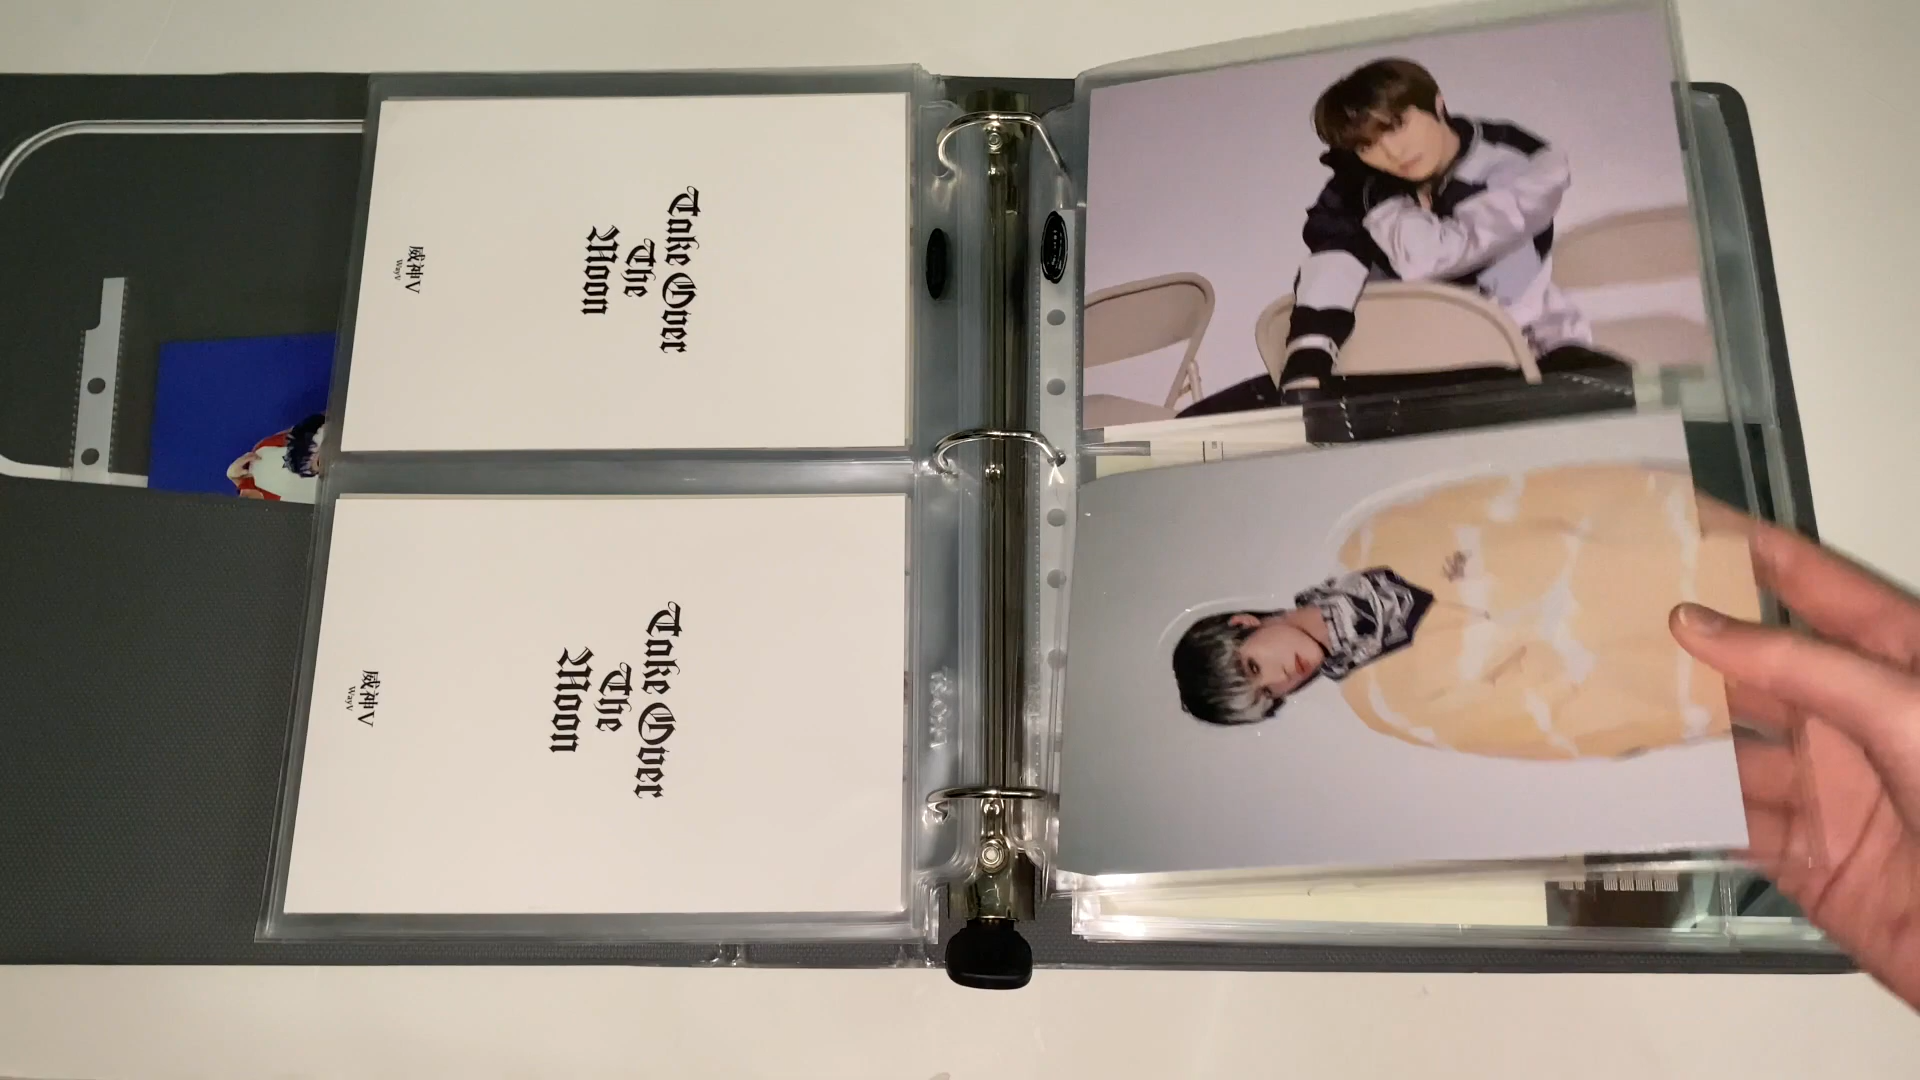 Take Over
The
Moon
威神V
WayV
Take Over
The
Moon
威神V
WayV